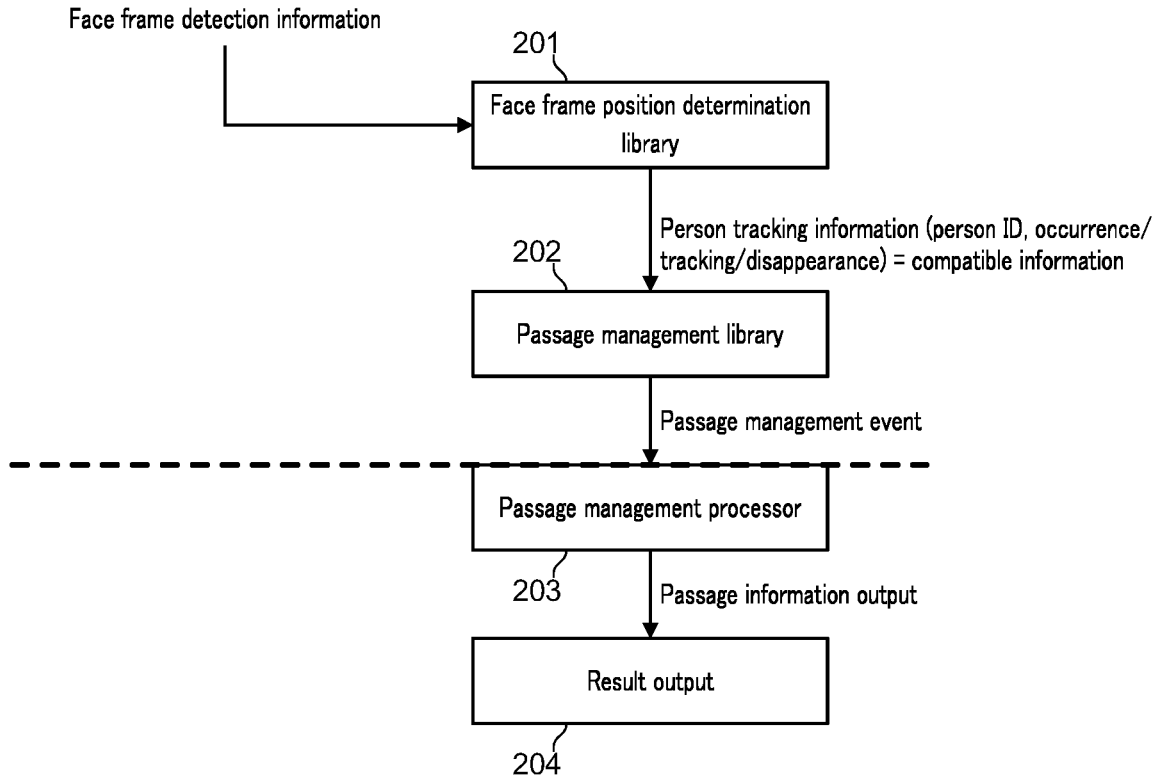 Face frame detection information
201
Face frame position determination
library
Person tracking information (person ID, occurrence/
tracking/disappearance) = compatible information
202
Passage management library
Passage management event
Passage management processor
203
Passage information output
Result output
204